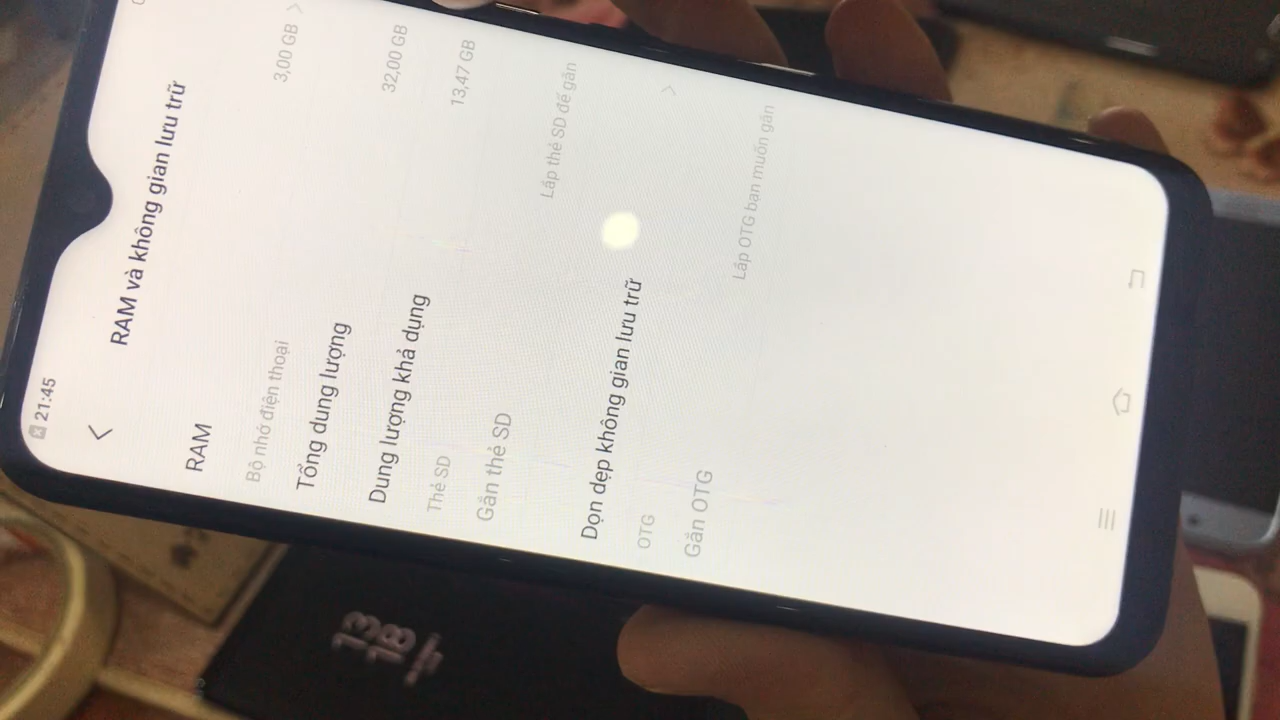 21:45
RAM và không gian lưu trữ
RAM 3,00 GB
Bộ nhớ điện thoại
Tổng dung lượng 32,00 GB
Dung lượng khả dụng 13,47 GB
Thẻ SD
Gắn thẻ SD Lắp thẻ SD để gắn
Dọn dẹp không gian lưu trữ
OTG
Gắn OTG Lắp OTG bạn muốn gắn
13
18